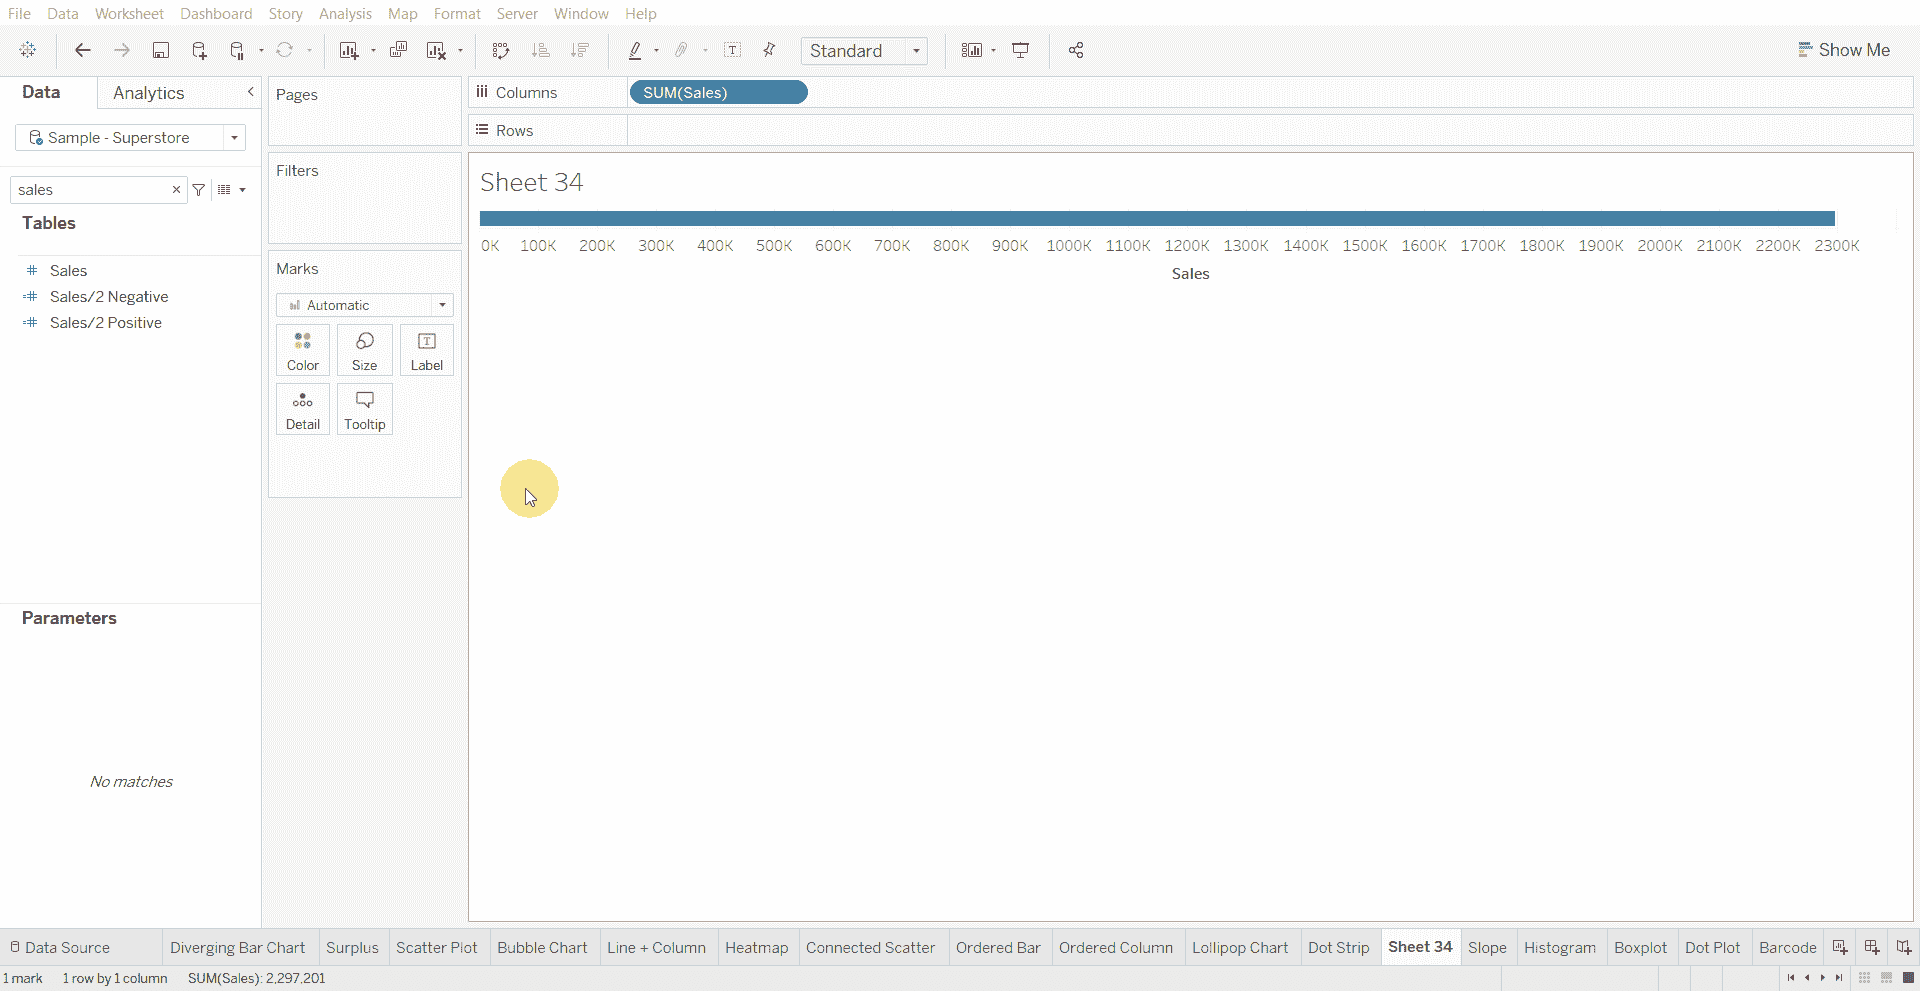 File Data Worksheet Dashboard Story Analysis Map Format Server Window Help
Standard
Show Me
Data Analytics
Pages
Columns SUM(Sales)
Rows
Sample - Superstore
Filters
sales
Sheet 34
Tables
0K 100K 200K 300K 400K 500K 600K 700K 800K 900K 1000K 1100K 1200K 1300K 1400K 1500K 1600K 1700K 1800K 1900K 2000K 2100K 2200K 2300K
Sales
Sales
Sales/2 Negative
Sales/2 Positive
Marks
Automatic
Color Size Label
Detail Tooltip
Parameters
No matches
Data Source Diverging Bar Chart Surplus Scatter Plot Bubble Chart Line + Column Heatmap Connected Scatter Ordered Bar Ordered Column Lollipop Chart Dot Strip Sheet 34 Slope Histogram Boxplot Dot Plot Barcode
1 mark 1 row by 1 column SUM(Sales): 2,297,201